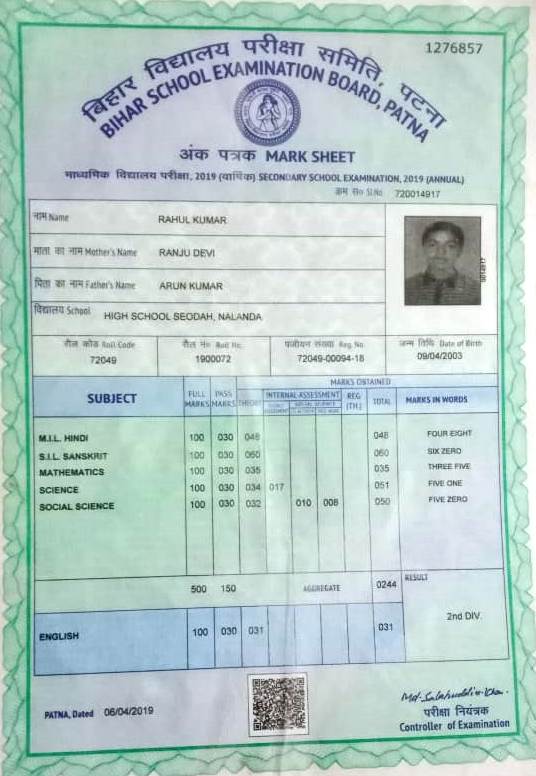 1276857
बिहार विद्यालय परीक्षा समिति, पटना
BIHAR SCHOOL EXAMINATION BOARD, PATNA
अंक पत्रक MARK SHEET
माध्यमिक विद्यालय परीक्षा, 2019 (वार्षिक) SECONDARY SCHOOL EXAMINATION, 2019 (ANNUAL)
क्रम सं० Sl.No. 720014917
नाम Name RAHUL KUMAR
माता का नाम Mother's Name RANJU DEVI
पिता का नाम Father's Name ARUN KUMAR
विद्यालय School HIGH SCHOOL SEODAH, NALANDA
रौल कोड Roll Code रौल नं० Roll No. पंजीयन संख्या Reg. No. जन्म तिथि Date of Birth
72049 1900072 72049-00094-18 09/04/2003
MARKS OBTAINED
SUBJECT FULL MARKS PASS MARKS THEORY INTERNAL ASSESSMENT REG (TH.) TOTAL MARKS IN WORDS
SOCIAL SCIENCE
M.I.L. HINDI 100 030 048 048 FOUR EIGHT
S.I.L. SANSKRIT 100 030 060 060 SIX ZERO
MATHEMATICS 100 030 035 035 THREE FIVE
SCIENCE 100 030 034 017 051 FIVE ONE
SOCIAL SCIENCE 100 030 032 010 008 050 FIVE ZERO
500 150 AGGREGATE 0244 RESULT
2nd DIV.
ENGLISH 100 030 031 031
PATNA, Dated 06/04/2019
परीक्षा नियंत्रक
Controller of Examination